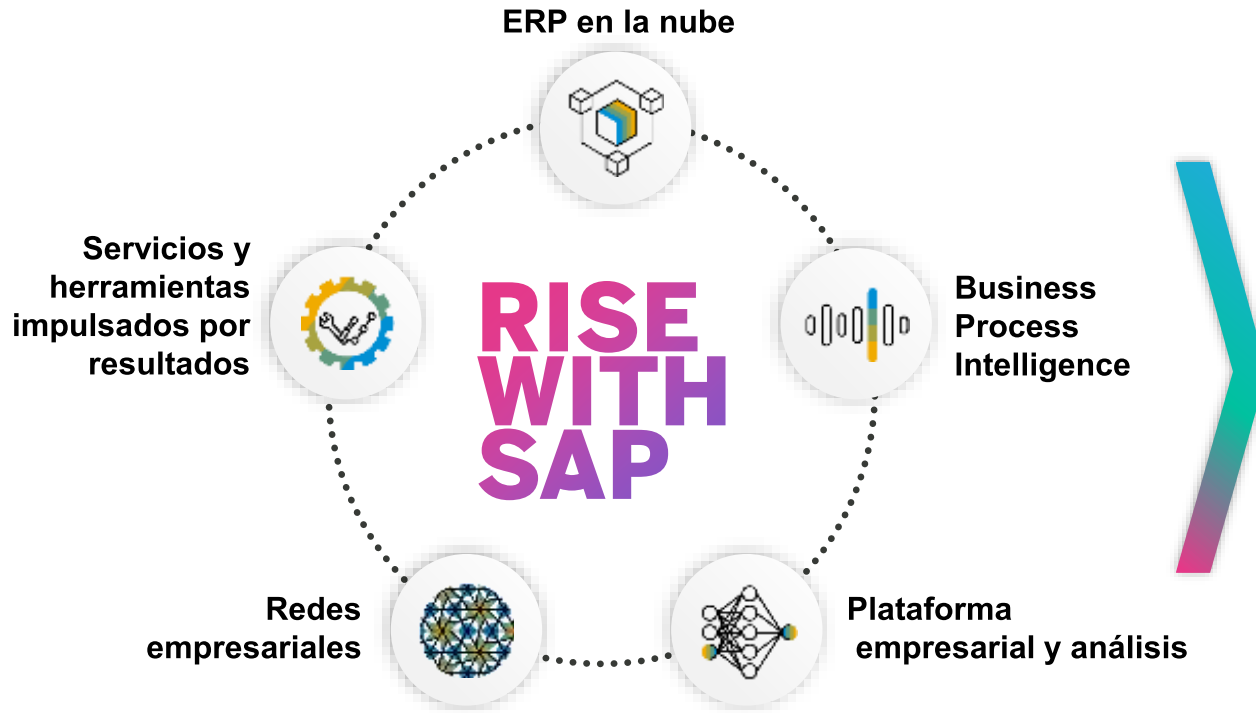 ERP en la nube
Servicios y
herramientas
impulsados por
resultados
RISE
WITH
SAP
Business
Process
Intelligence
Redes
empresariales
Plataforma
empresarial y análisis